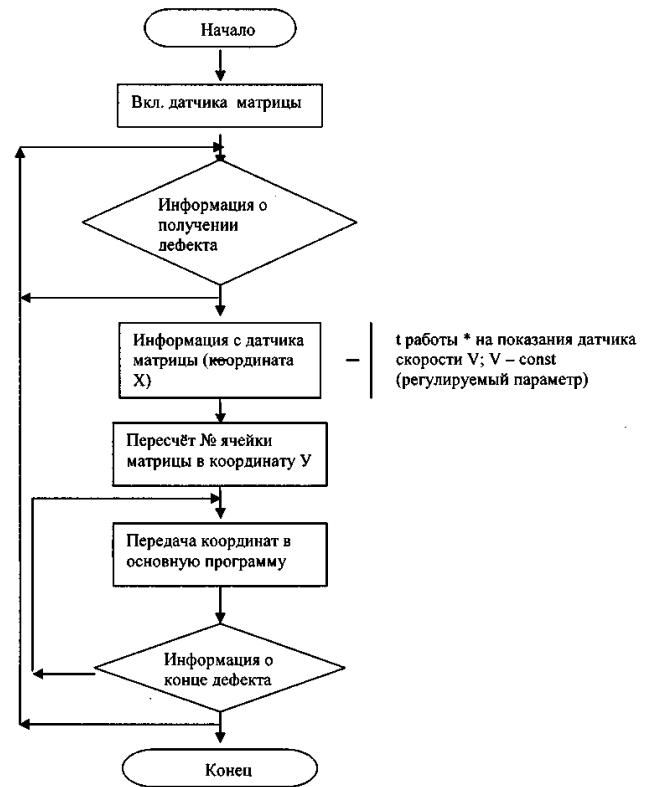 Начало
Вкл. датчика матрицы
Информация о
получении
дефекта
Информация с датчика
матрицы (координата
X)
t работы * на показания датчика
скорости V; V – const
(регулируемый параметр)
Пересчёт № ячейки
матрицы в координату У
Передача координат в
основную программу
Информация о
конце дефекта
Конец